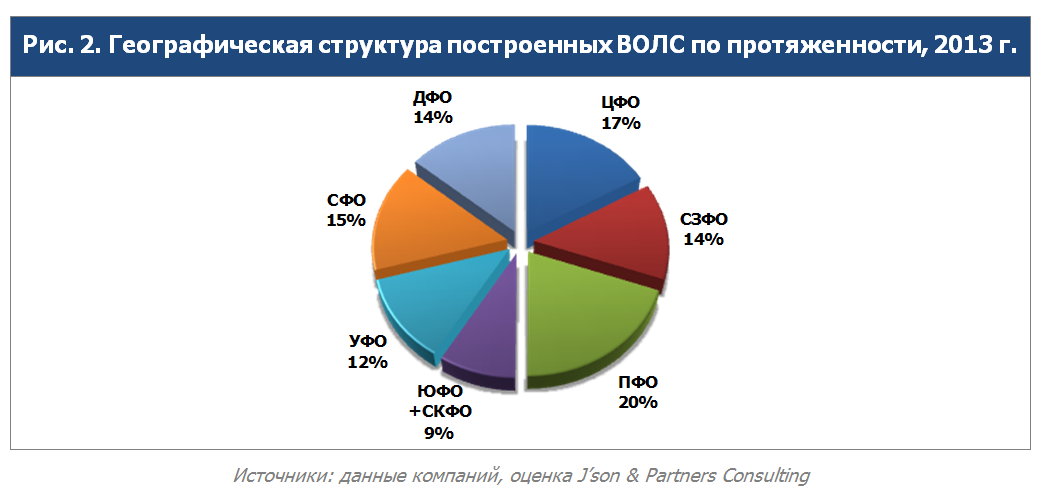 Рис. 2. Географическая структура построенных ВОЛС по протяженности, 2013 г.
ДФО
14%
ЦФО
17%
СФО
15%
СЗФО
14%
УФО
12%
ЮФО
+СКФО
9%
ПФО
20%
Источники: данные компаний, оценка J’son & Partners Consulting